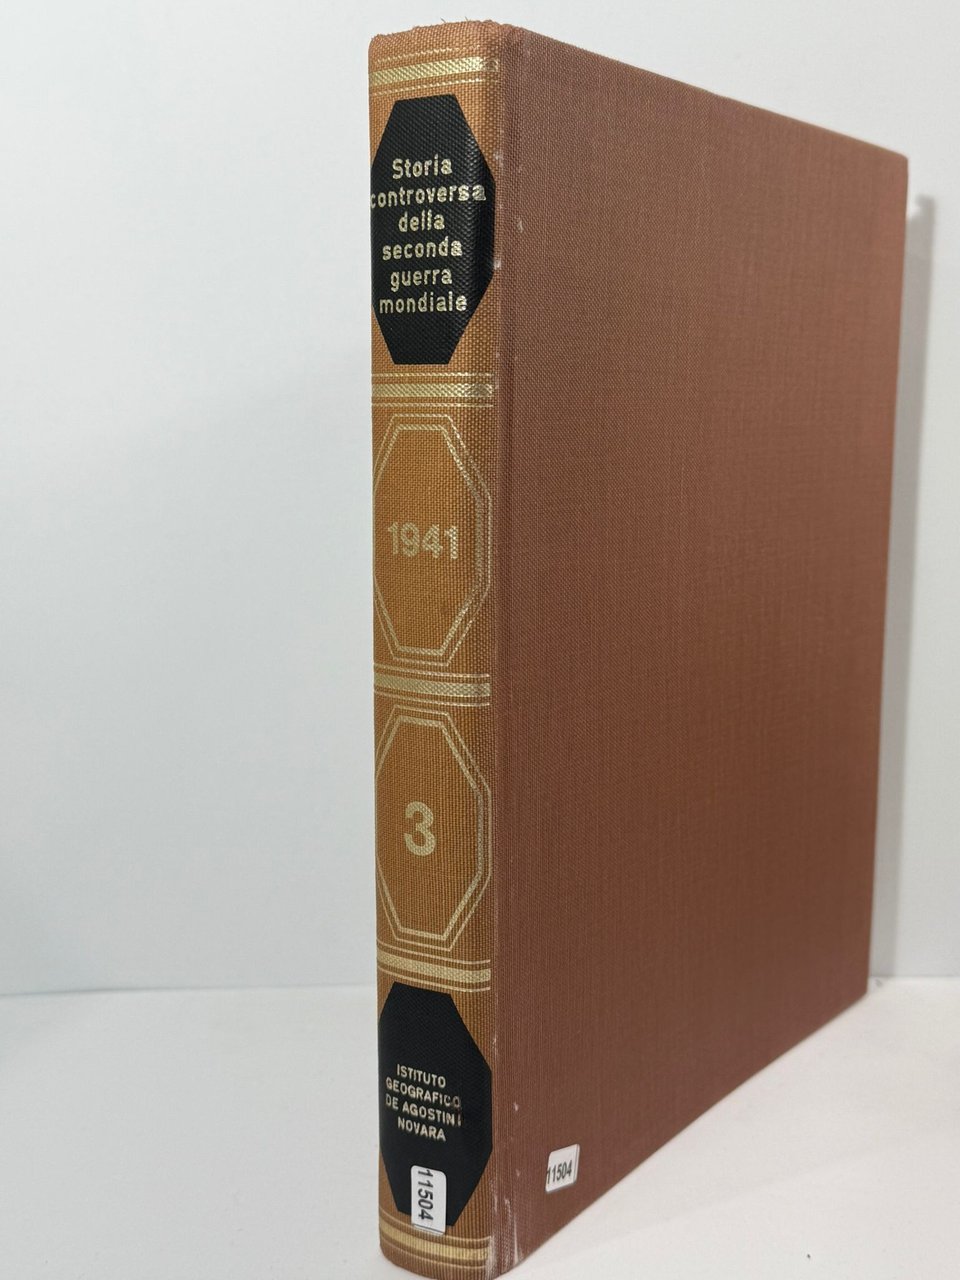 Storia
controversa
della
seconda
guerra
mondiale
1941
3
ISTITUTO
GEOGRAFICO
DE AGOSTINI
NOVARA
11504
11504